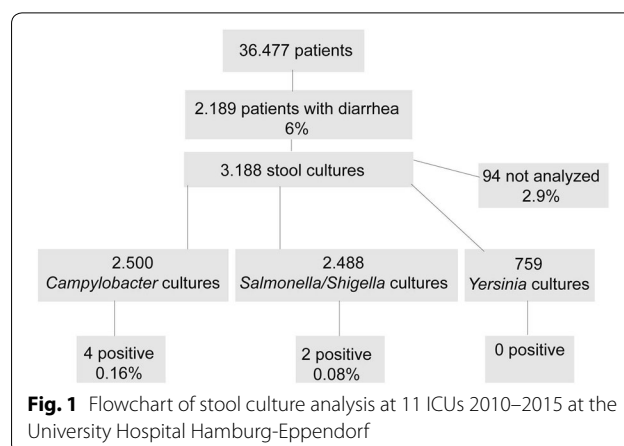 36.477 patients
2.189 patients with diarrhea
6%
3.188 stool cultures
94 not analyzed
2.9%
2.500
Campylobacter cultures
2.488
Salmonella/Shigella cultures
759
Yersinia cultures
4 positive
0.16%
2 positive
0.08%
0 positive
Fig. 1 Flowchart of stool culture analysis at 11 ICUs 2010–2015 at the
University Hospital Hamburg-Eppendorf